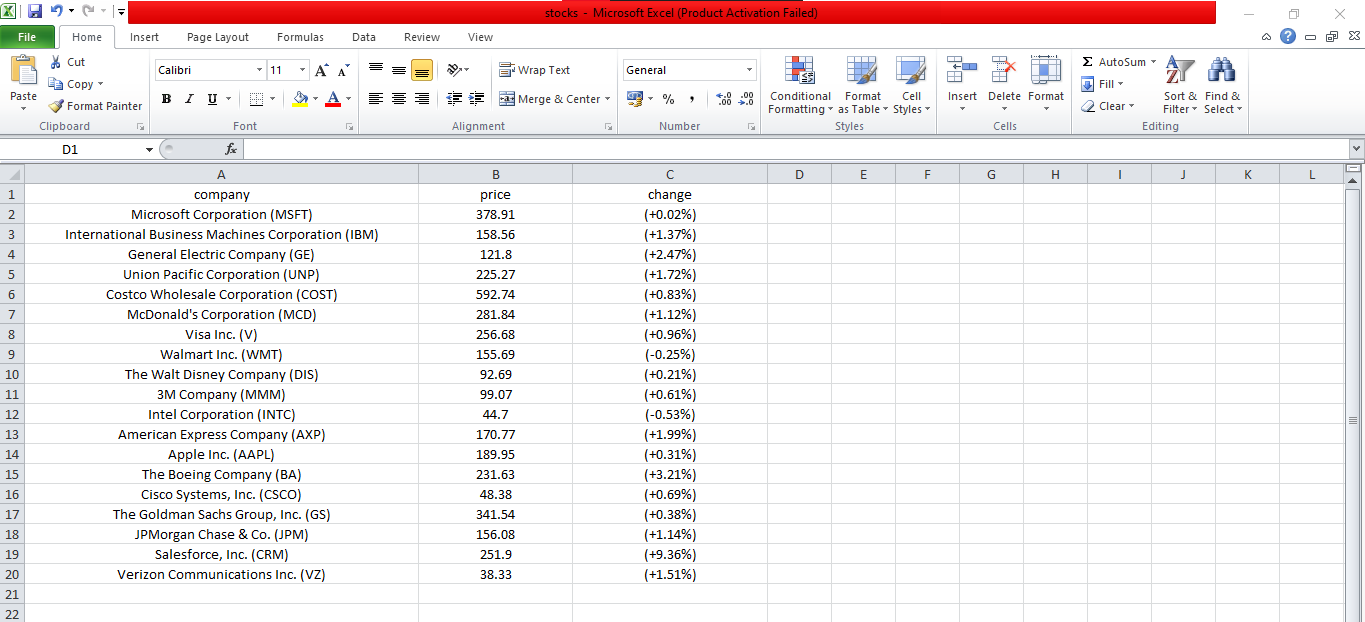 stocks - Microsoft Excel (Product Activation Failed)
File Home Insert Page Layout Formulas Data Review View
Paste Cut Copy Format Painter Clipboard
Calibri 11 B I U A A A Font
Wrap Text Merge & Center Alignment
General % , .0 .00 .00 .0 Number
Conditional Formatting Format as Table Cell Styles Styles
Insert Delete Format Cells
Σ AutoSum Fill Clear Sort & Filter Find & Select Editing
D1 fx
A B C D E F G H I J K L
1 company price change
2 Microsoft Corporation (MSFT) 378.91 (+0.02%)
3 International Business Machines Corporation (IBM) 158.56 (+1.37%)
4 General Electric Company (GE) 121.8 (+2.47%)
5 Union Pacific Corporation (UNP) 225.27 (+1.72%)
6 Costco Wholesale Corporation (COST) 592.74 (+0.83%)
7 McDonald's Corporation (MCD) 281.84 (+1.12%)
8 Visa Inc. (V) 256.68 (+0.96%)
9 Walmart Inc. (WMT) 155.69 (-0.25%)
10 The Walt Disney Company (DIS) 92.69 (+0.21%)
11 3M Company (MMM) 99.07 (+0.61%)
12 Intel Corporation (INTC) 44.7 (-0.53%)
13 American Express Company (AXP) 170.77 (+1.99%)
14 Apple Inc. (AAPL) 189.95 (+0.31%)
15 The Boeing Company (BA) 231.63 (+3.21%)
16 Cisco Systems, Inc. (CSCO) 48.38 (+0.69%)
17 The Goldman Sachs Group, Inc. (GS) 341.54 (+0.38%)
18 JPMorgan Chase & Co. (JPM) 156.08 (+1.14%)
19 Salesforce, Inc. (CRM) 251.9 (+9.36%)
20 Verizon Communications Inc. (VZ) 38.33 (+1.51%)
21
22